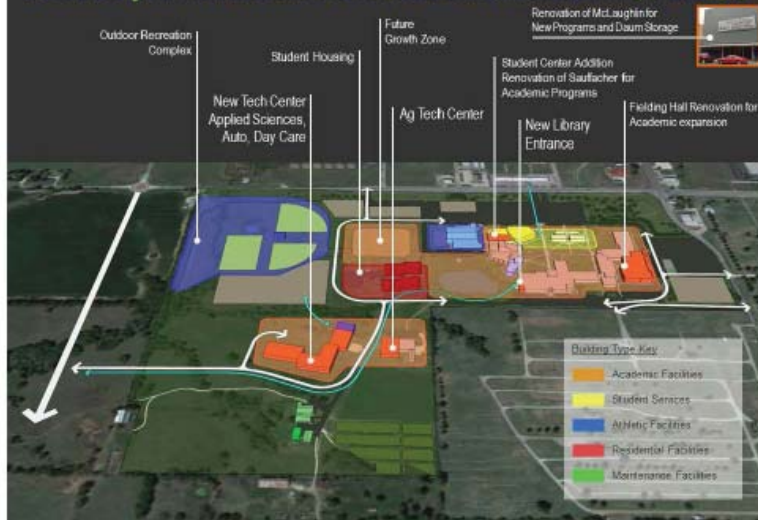 Renovation of McLaughlin for
New Programs and Daum Storage
Outdoor Recreation
Complex
Student Housing
Future
Growth Zone
Student Center Addition
Renovation of Sauffacher for
Academic Programs
New Tech Center
Applied Sciences,
Auto, Day Care
Ag Tech Center
New Library
Entrance
Fielding Hall Renovation for
Academic expansion
Building Type Key
Academic Facilities
Student Services
Athletic Facilities
Residential Facilities
Maintenance Facilities